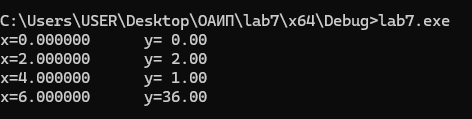 C:\Users\USER\Desktop\ОАИП\lab7\x64\Debug>lab7.exe
x=0.000000      y= 0.00
x=2.000000      y= 2.00
x=4.000000      y= 1.00
x=6.000000      y=36.00